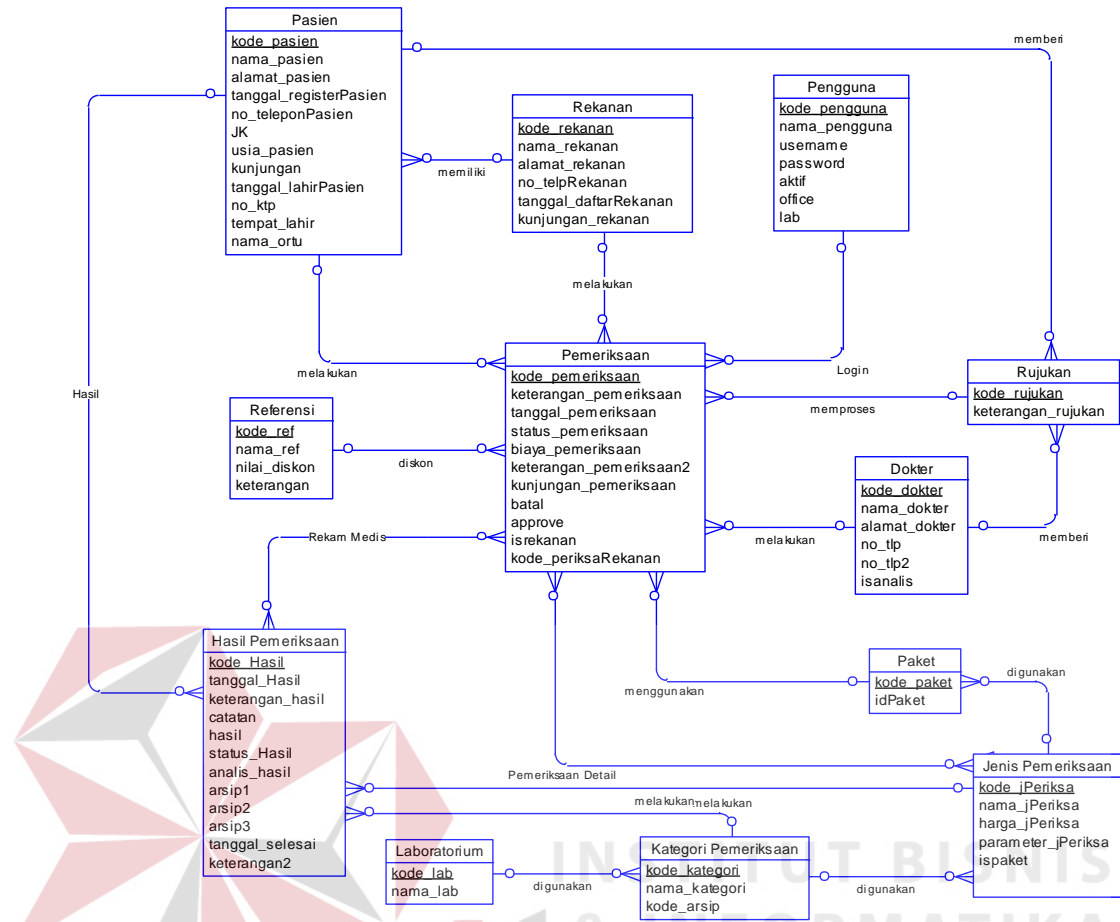 Pasien
kode_pasien
nama_pasien
alamat_pasien
tanggal_registerPasien
no_teleponPasien
JK
usia_pasien
kunjungan
tanggal_lahirPasien
no_ktp
tempat_lahir
nama_ortu
memberi
Rekanan
kode_rekanan
nama_rekanan
alamat_rekanan
no_telpRekanan
tanggal_daftarRekanan
kunjungan_rekanan
memiliki
Pengguna
kode_pengguna
nama_pengguna
username
password
aktif
office
lab
melakukan
melakukan
Hasil
Login
Pemeriksaan
kode_pemeriksaan
keterangan_pemeriksaan
tanggal_pemeriksaan
status_pemeriksaan
biaya_pemeriksaan
keterangan_pemeriksaan2
kunjungan_pemeriksaan
batal
approve
isrekanan
kode_periksaRekanan
Rujukan
kode_rujukan
keterangan_rujukan
memproses
Referensi
kode_ref
nama_ref
nilai_diskon
keterangan
diskon
Dokter
kode_dokter
nama_dokter
alamat_dokter
no_tlp
no_tlp2
isanalis
melakukan
memberi
Rekam Medis
Hasil Pemeriksaan
kode_Hasil
tanggal_Hasil
keterangan_hasil
catatan
hasil
status_Hasil
analis_hasil
arsip1
arsip2
arsip3
tanggal_selesai
keterangan2
Paket
kode_paket
idPaket
menggunakan
digunakan
Pemeriksaan Detail
Jenis Pemeriksaan
kode_jPeriksa
nama_jPeriksa
harga_jPeriksa
parameter_jPeriksa
ispaket
melakukan
melakukan
Laboratorium
kode_lab
nama_lab
digunakan
Kategori Pemeriksaan
kode_kategori
nama_kategori
kode_arsip
digunakan
INSTITUT BISNIS
& INFORMATIKA